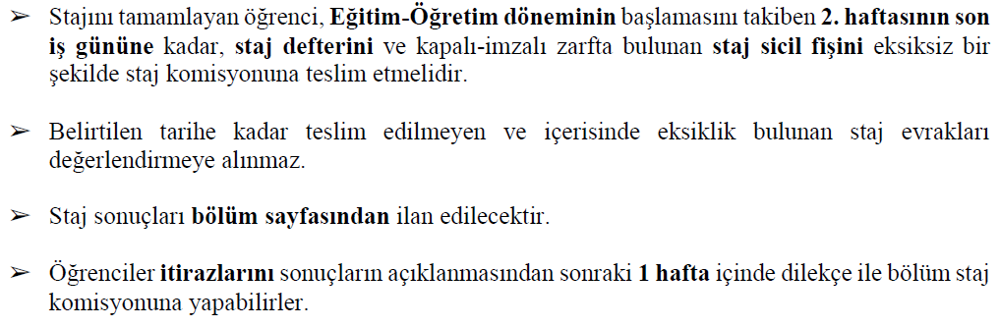 ➢ Stajını tamamlayan öğrenci, Eğitim-Öğretim döneminin başlamasını takiben 2. haftasının son
iş gününe kadar, staj defterini ve kapalı-imzalı zarfta bulunan staj sicil fişini eksiksiz bir
şekilde staj komisyonuna teslim etmelidir.
➢ Belirtilen tarihe kadar teslim edilmeyen ve içerisinde eksiklik bulunan staj evrakları
değerlendirmeye alınmaz.
➢ Staj sonuçları bölüm sayfasından ilan edilecektir.
➢ Öğrenciler itirazlarını sonuçların açıklanmasından sonraki 1 hafta içinde dilekçe ile bölüm staj
komisyonuna yapabilirler.